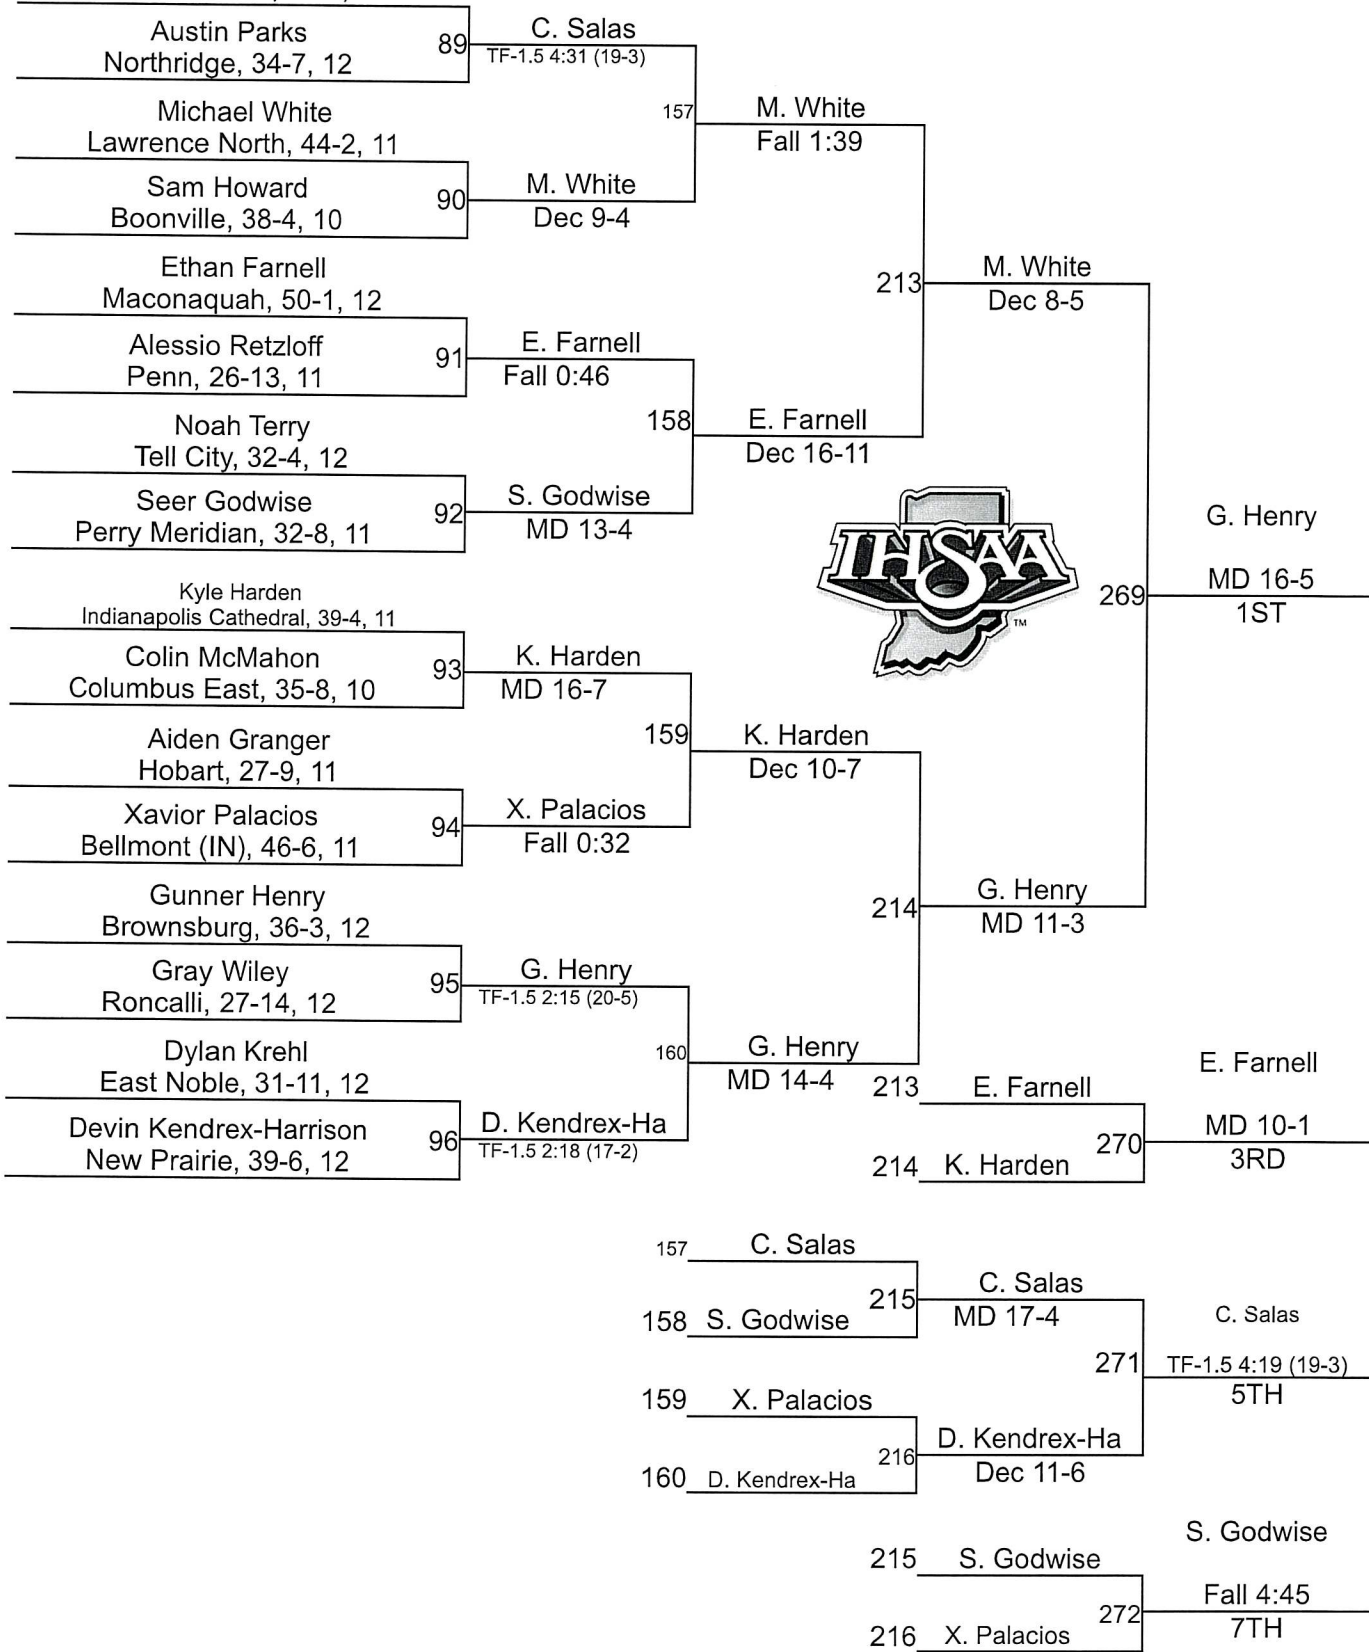 Austin Parks
Northridge, 34-7, 12
89
C. Salas
TF-1.5 4:31 (19-3)
Michael White
Lawrence North, 44-2, 11
157
M. White
Fall 1:39
Sam Howard
Boonville, 38-4, 10
90
M. White
Dec 9-4
Ethan Farnell
Maconaquah, 50-1, 12
213
M. White
Dec 8-5
Alessio Retzloff
Penn, 26-13, 11
91
E. Farnell
Fall 0:46
Noah Terry
Tell City, 32-4, 12
158
E. Farnell
Dec 16-11
Seer Godwise
Perry Meridian, 32-8, 11
92
S. Godwise
MD 13-4
IHSAA
TM
269
G. Henry
MD 16-5
1ST
Kyle Harden
Indianapolis Cathedral, 39-4, 11
Colin McMahon
Columbus East, 35-8, 10
93
K. Harden
MD 16-7
Aiden Granger
Hobart, 27-9, 11
159
K. Harden
Dec 10-7
Xavior Palacios
Bellmont (IN), 46-6, 11
94
X. Palacios
Fall 0:32
Gunner Henry
Brownsburg, 36-3, 12
214
G. Henry
MD 11-3
Gray Wiley
Roncalli, 27-14, 12
95
G. Henry
TF-1.5 2:15 (20-5)
Dylan Krehl
East Noble, 31-11, 12
160
G. Henry
MD 14-4
Devin Kendrex-Harrison
New Prairie, 39-6, 12
96
D. Kendrex-Ha
TF-1.5 2:18 (17-2)
213
E. Farnell
214
K. Harden
270
E. Farnell
MD 10-1
3RD
157
C. Salas
158
S. Godwise
215
C. Salas
MD 17-4
159
X. Palacios
160
D. Kendrex-Ha
216
D. Kendrex-Ha
Dec 11-6
271
C. Salas
TF-1.5 4:19 (19-3)
5TH
215
S. Godwise
216
X. Palacios
272
S. Godwise
Fall 4:45
7TH